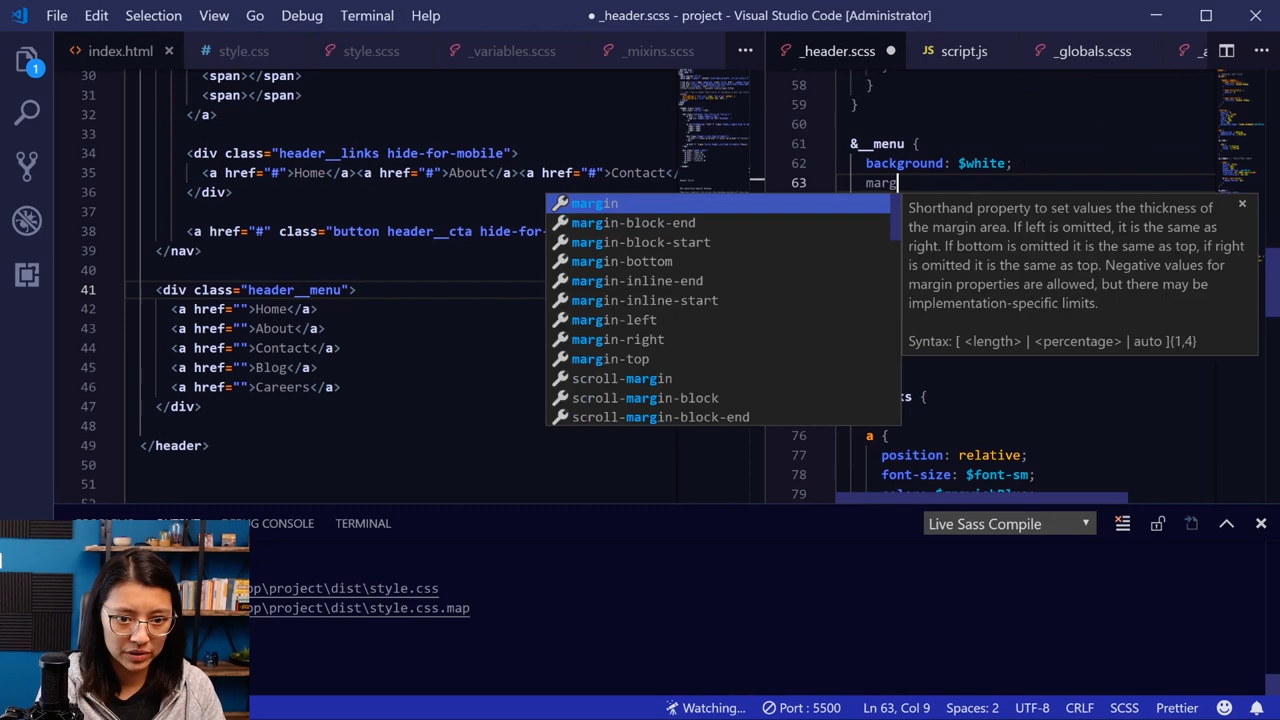 File Edit Selection View Go Debug Terminal Help
● _header.scss - project - Visual Studio Code [Administrator]
1
<> index.html ×
# style.css
style.scss
_variables.scss
_mixins.scss
...
_header.scss ●
JS script.js
_globals.scss
...
30 <span></span>
31 <span></span>
32 </a>
33
34 <div class="header__links hide-for-mobile">
35 <a href="#">Home</a><a href="#">About</a><a href="#">Contact</
36 </div>
37
38 <a href="#" class="button header__cta hide-for-
39 </nav>
40
41 <div class="header__menu">
42 <a href="">Home</a>
43 <a href="">About</a>
44 <a href="">Contact</a>
45 <a href="">Blog</a>
46 <a href="">Careers</a>
47 </div>
48
49 </header>
50
51
58 }
59 }
60
61 &__menu {
62 background: $white;
63 marg
margin
margin-block-end
margin-block-start
margin-bottom
margin-inline-end
margin-inline-start
margin-left
margin-right
margin-top
scroll-margin
scroll-margin-block
scroll-margin-block-end
Shorthand property to set values the thickness of
the margin area. If left is omitted, it is the same as
right. If bottom is omitted it is the same as top, if right
is omitted it is the same as top. Negative values for
margin properties are allowed, but there may be
implementation-specific limits.
Syntax: [ <length> | <percentage> | auto ]{1,4}
s {
76 a {
77 position: relative;
78 font-size: $font-sm;
79
DEBUG CONSOLE TERMINAL
Live Sass Compile
pp\project\dist\style.css
pp\project\dist\style.css.map
Watching...
Port : 5500
Ln 63, Col 9
Spaces: 2
UTF-8
CRLF
SCSS
Prettier